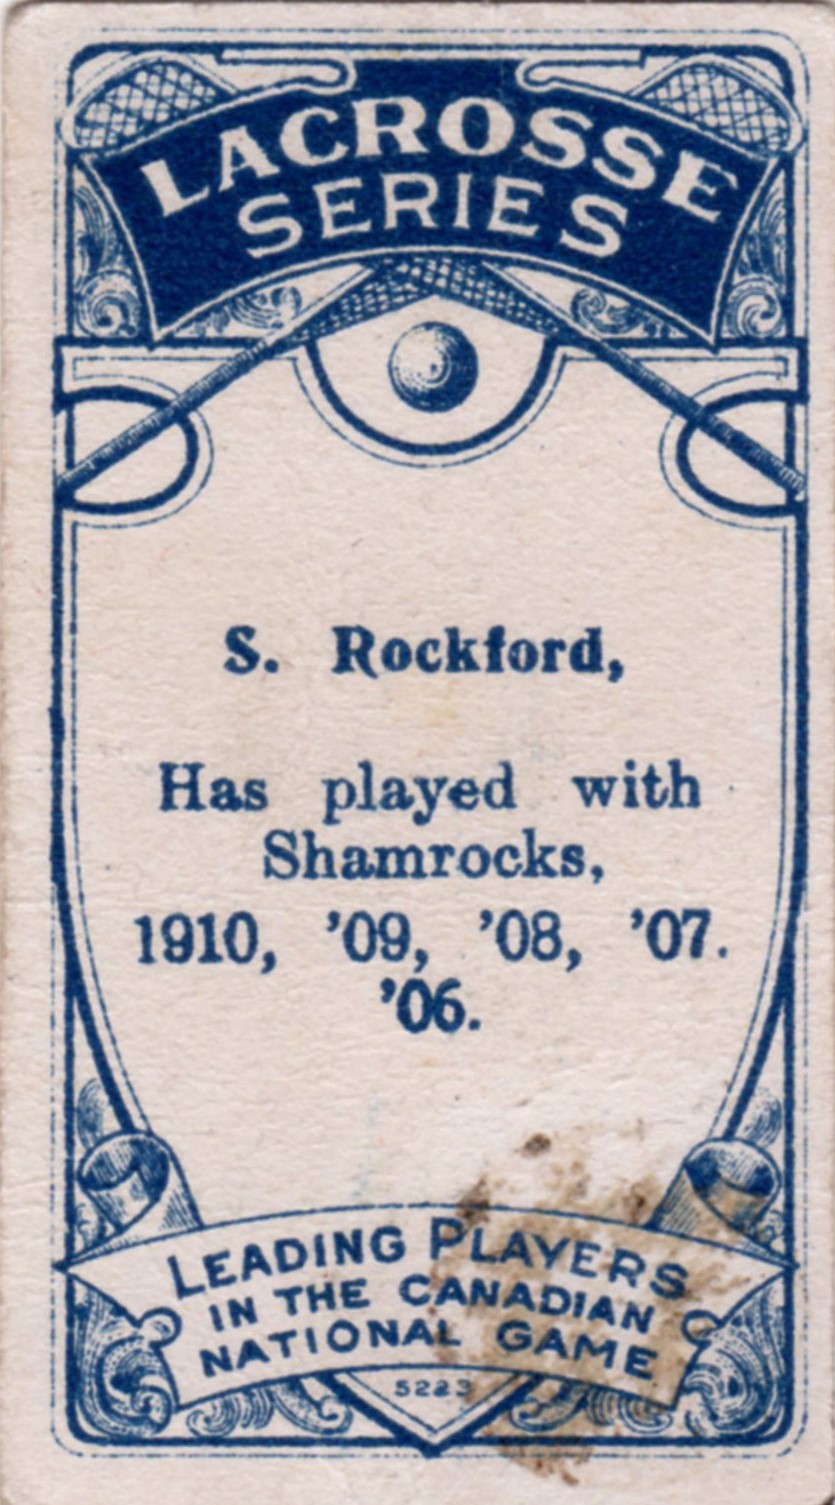 LACROSSE
SERIES
S. Rockford,
Has played with
Shamrocks,
1910, '09, '08, '07.
'06.
LEADING PLAYERS
IN THE CANADIAN
NATIONAL GAME
5223